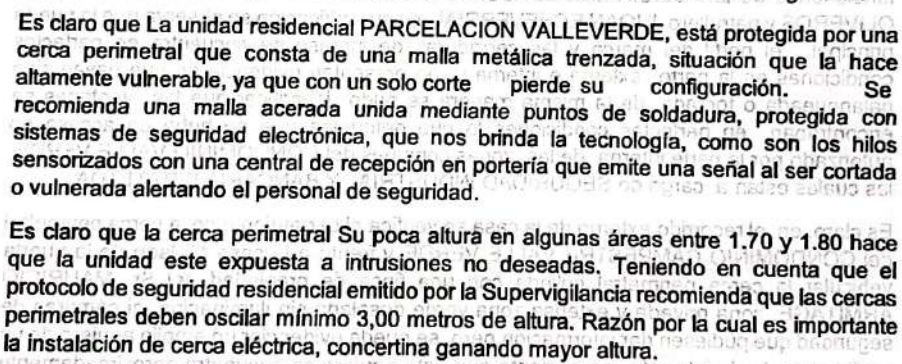 Es claro que La unidad residencial PARCELACION VALLEVERDE, está protegida por una
cerca perimetral que consta de una malla metálica trenzada, situación que la hace
altamente vulnerable, ya que con un solo corte pierde su configuración. Se
recomienda una malla acerada unida mediante puntos de soldadura, protegida con
sistemas de seguridad electrónica, que nos brinda la tecnología, como son los hilos
sensorizados con una central de recepción en portería que emite una señal al ser cortada
o vulnerada alertando el personal de seguridad.
Es claro que la cerca perimetral Su poca altura en algunas áreas entre 1.70 y 1.80 hace
que la unidad este expuesta a intrusiones no deseadas. Teniendo en cuenta que el
protocolo de seguridad residencial emitido por la Supervigilancia recomienda que las cercas
perimetrales deben oscilar mínimo 3,00 metros de altura. Razón por la cual es importante
la instalación de cerca eléctrica, concertina ganando mayor altura.